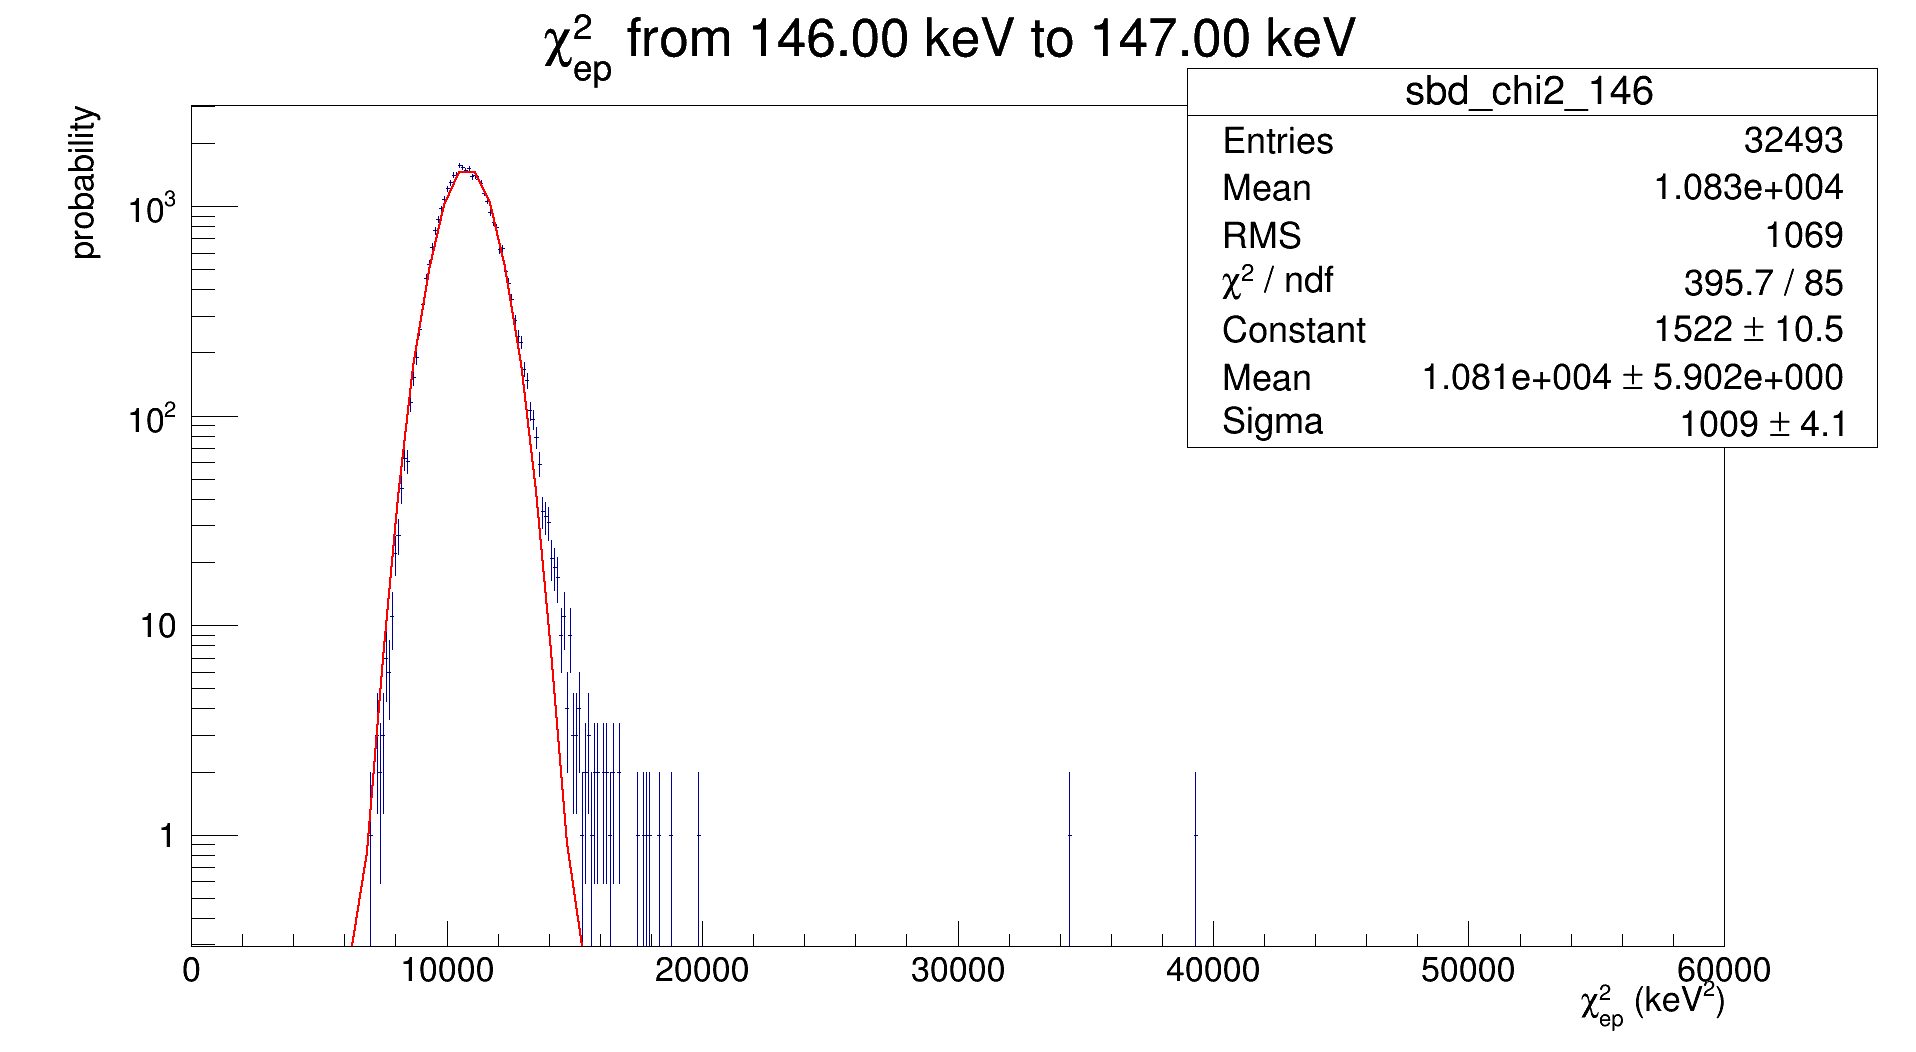 χ²ep from 146.00 keV to 147.00 keV
sbd_chi2_146
Entries 32493
Mean 1.083e+004
RMS 1069
χ² / ndf 395.7 / 85
Constant 1522 ± 10.5
Mean 1.081e+004 ± 5.902e+000
Sigma 1009 ± 4.1
probability
10³
10²
10
1
0 10000 20000 30000 40000 50000 60000
χ²ep (keV²)